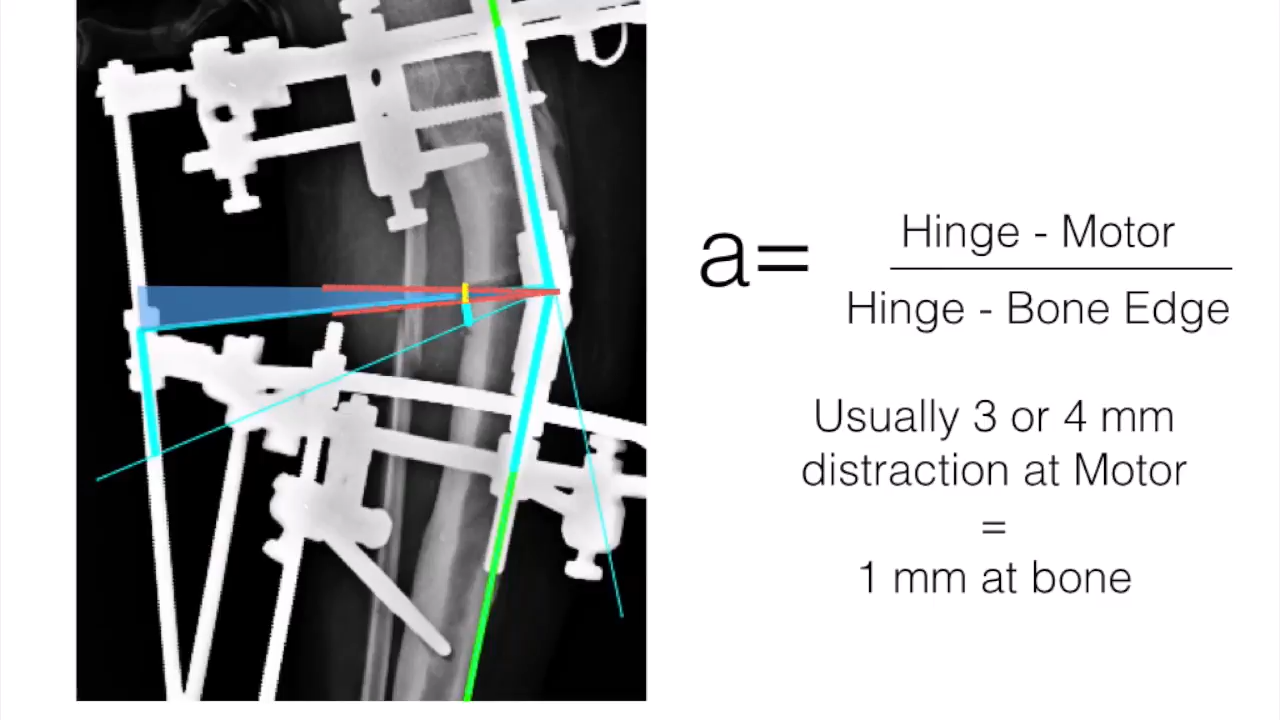 a=
Hinge - Motor
Hinge - Bone Edge
Usually 3 or 4 mm
distraction at Motor
=
1 mm at bone